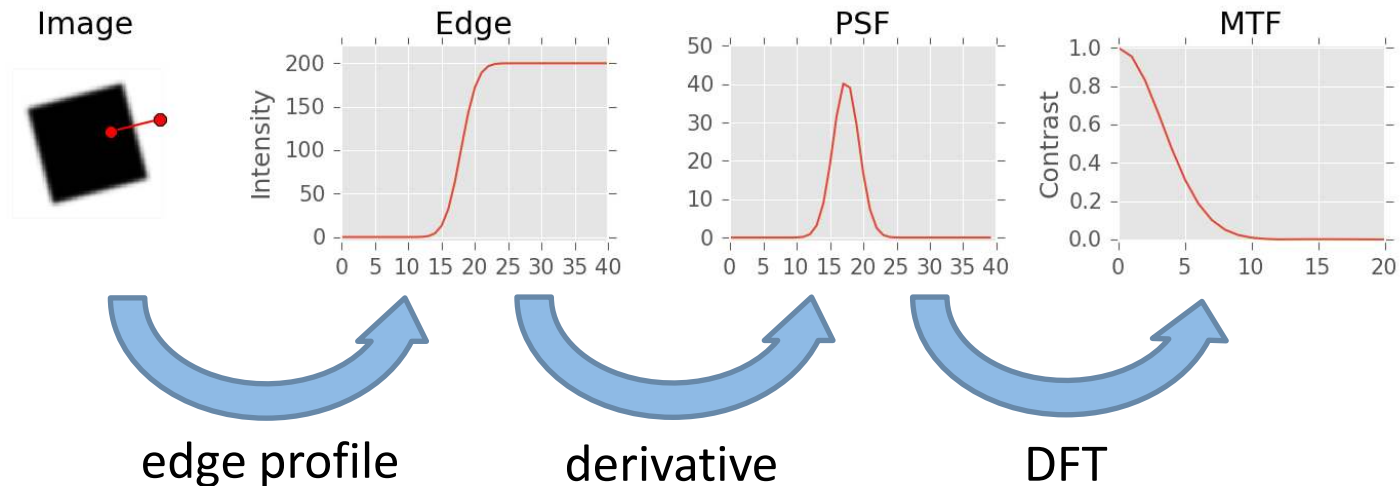 Image
Edge
PSF
MTF
Intensity
200
150
100
50
0
0 5 10 15 20 25 30 35 40
50
40
30
20
10
0
0 5 10 15 20 25 30 35 40
Contrast
1.0
0.8
0.6
0.4
0.2
0.0
0 5 10 15 20
edge profile
derivative
DFT